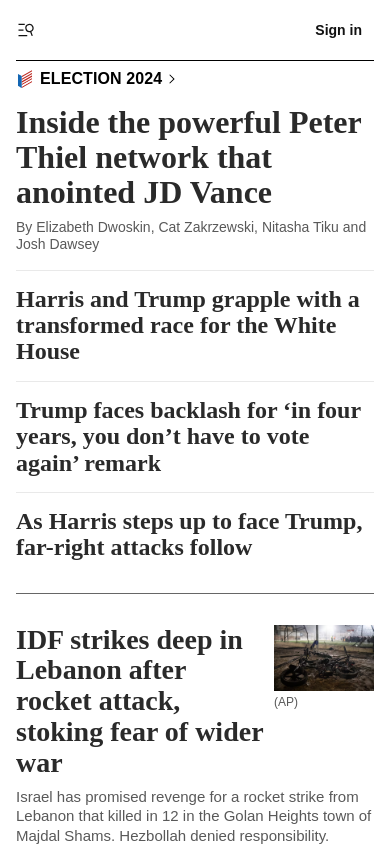 Sign in
ELECTION 2024
Inside the powerful Peter
Thiel network that
anointed JD Vance
By Elizabeth Dwoskin, Cat Zakrzewski, Nitasha Tiku and
Josh Dawsey
Harris and Trump grapple with a
transformed race for the White
House
Trump faces backlash for ‘in four
years, you don’t have to vote
again’ remark
As Harris steps up to face Trump,
far-right attacks follow
IDF strikes deep in
Lebanon after
rocket attack,
stoking fear of wider
war
(AP)
Israel has promised revenge for a rocket strike from
Lebanon that killed in 12 in the Golan Heights town of
Majdal Shams. Hezbollah denied responsibility.